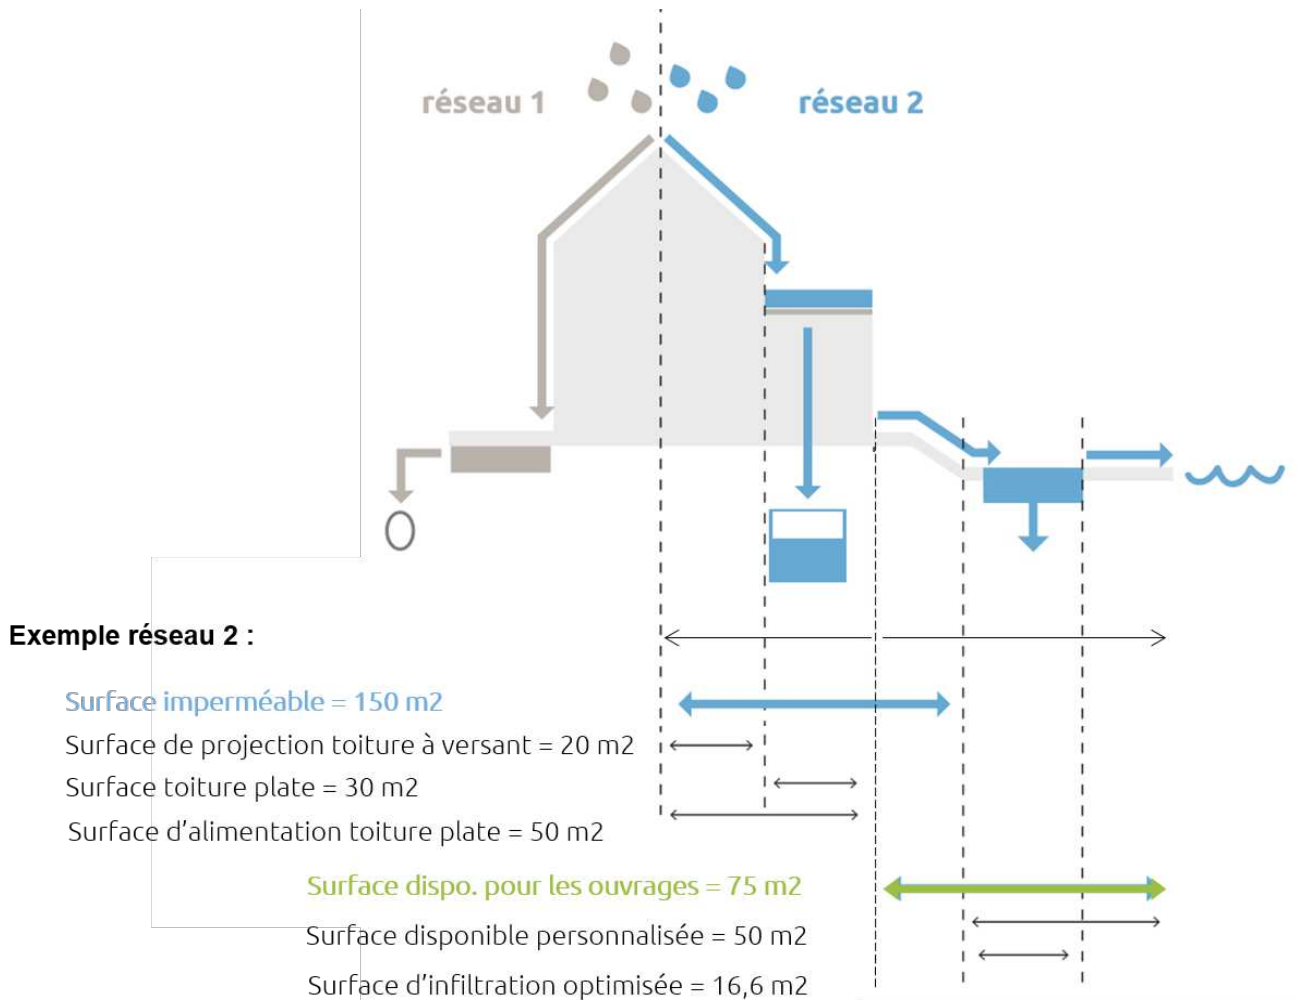 réseau 1
réseau 2
Exemple réseau 2 :
Surface imperméable = 150 m2
Surface de projection toiture à versant = 20 m2
Surface toiture plate = 30 m2
Surface d'alimentation toiture plate = 50 m2
Surface dispo. pour les ouvrages = 75 m2
Surface disponible personnalisée = 50 m2
Surface d'infiltration optimisée = 16,6 m2